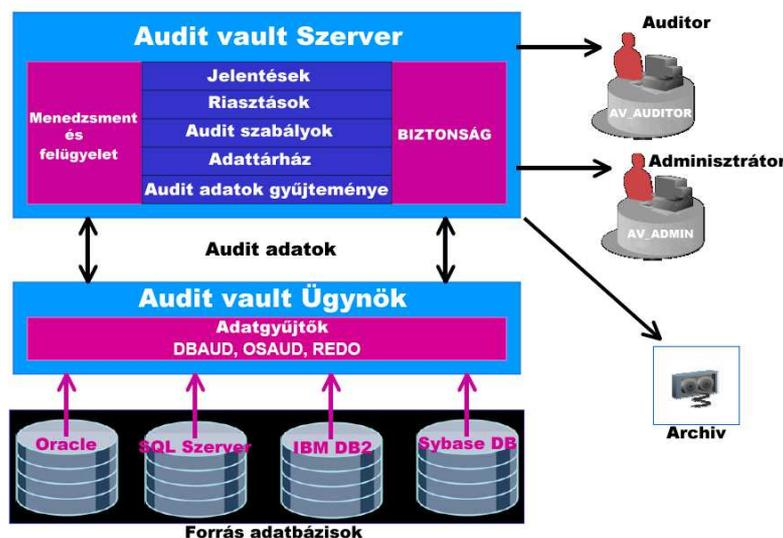 Audit vault Szerver
Menedzsment
és
felügyelet
Jelentések
Riasztások
Audit szabályok
Adattárház
Audit adatok gyűjteménye
BIZTONSÁG
Auditor
AV_AUDITOR
Adminisztrátor
AV_ADMIN
Audit adatok
Audit vault Ügynök
Adatgyűjtők
DBAUD, OSAUD, REDO
Archiv
Oracle
SQL Szerver
IBM DB2
Sybase DB
Forrás adatbázisok